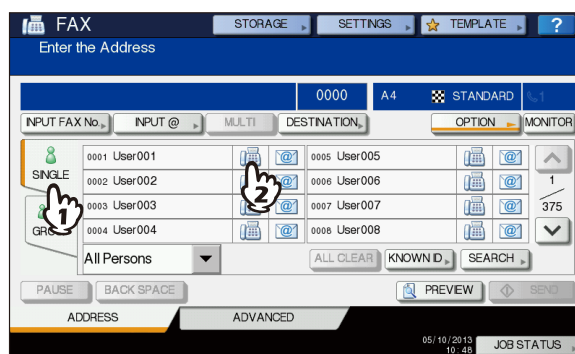 FAX STORAGE SETTINGS TEMPLATE ?
Enter the Address
0000 A4 STANDARD 1
INPUT FAX No. INPUT @ MULTI DESTINATION OPTION MONITOR
SINGLE
0001 User001 @ 0005 User005 @
0002 User002 @ 0006 User006 @
1
2
1
375
0003 User003 @ 0007 User007 @
0004 User004 @ 0008 User008 @
All Persons ALL CLEAR KNOWN ID SEARCH
PAUSE BACK SPACE PREVIEW SEND
ADDRESS ADVANCED
05/10/2013
10:48
JOB STATUS